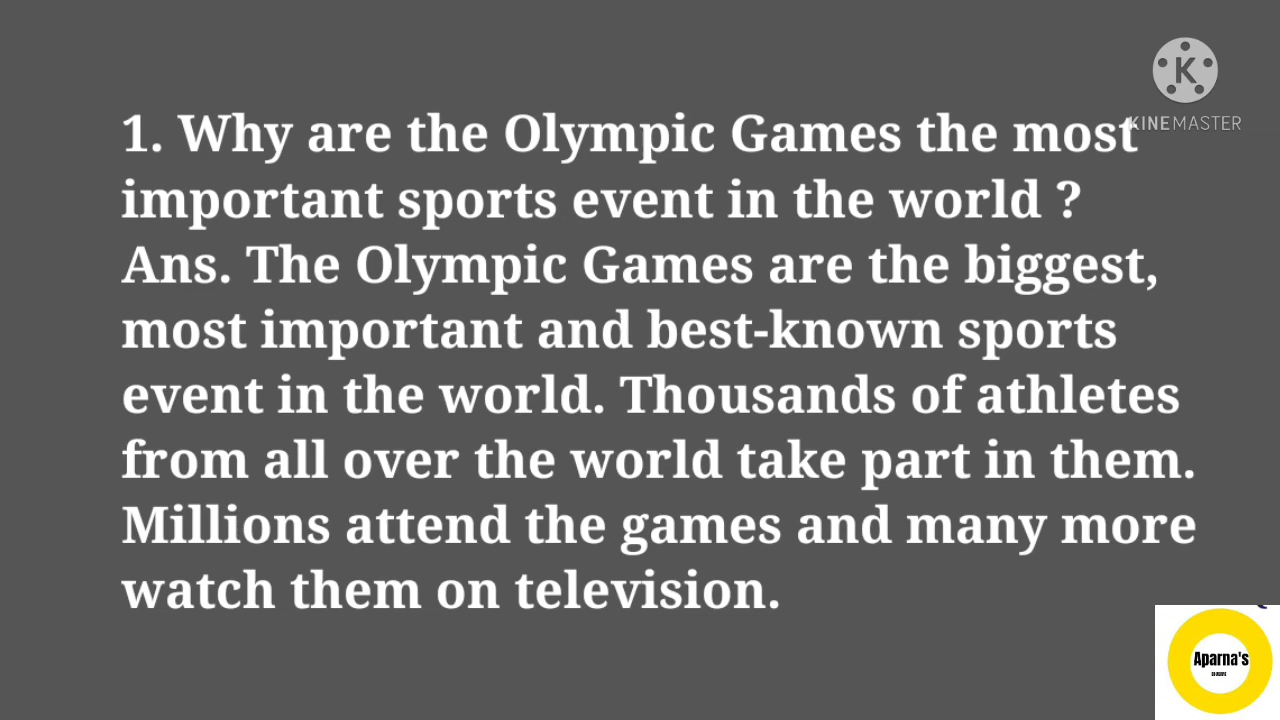 1. Why are the Olympic Games the most
important sports event in the world ?
Ans. The Olympic Games are the biggest,
most important and best-known sports
event in the world. Thousands of athletes
from all over the world take part in them.
Millions attend the games and many more
watch them on television.
K
KINEMASTER
Aparna's